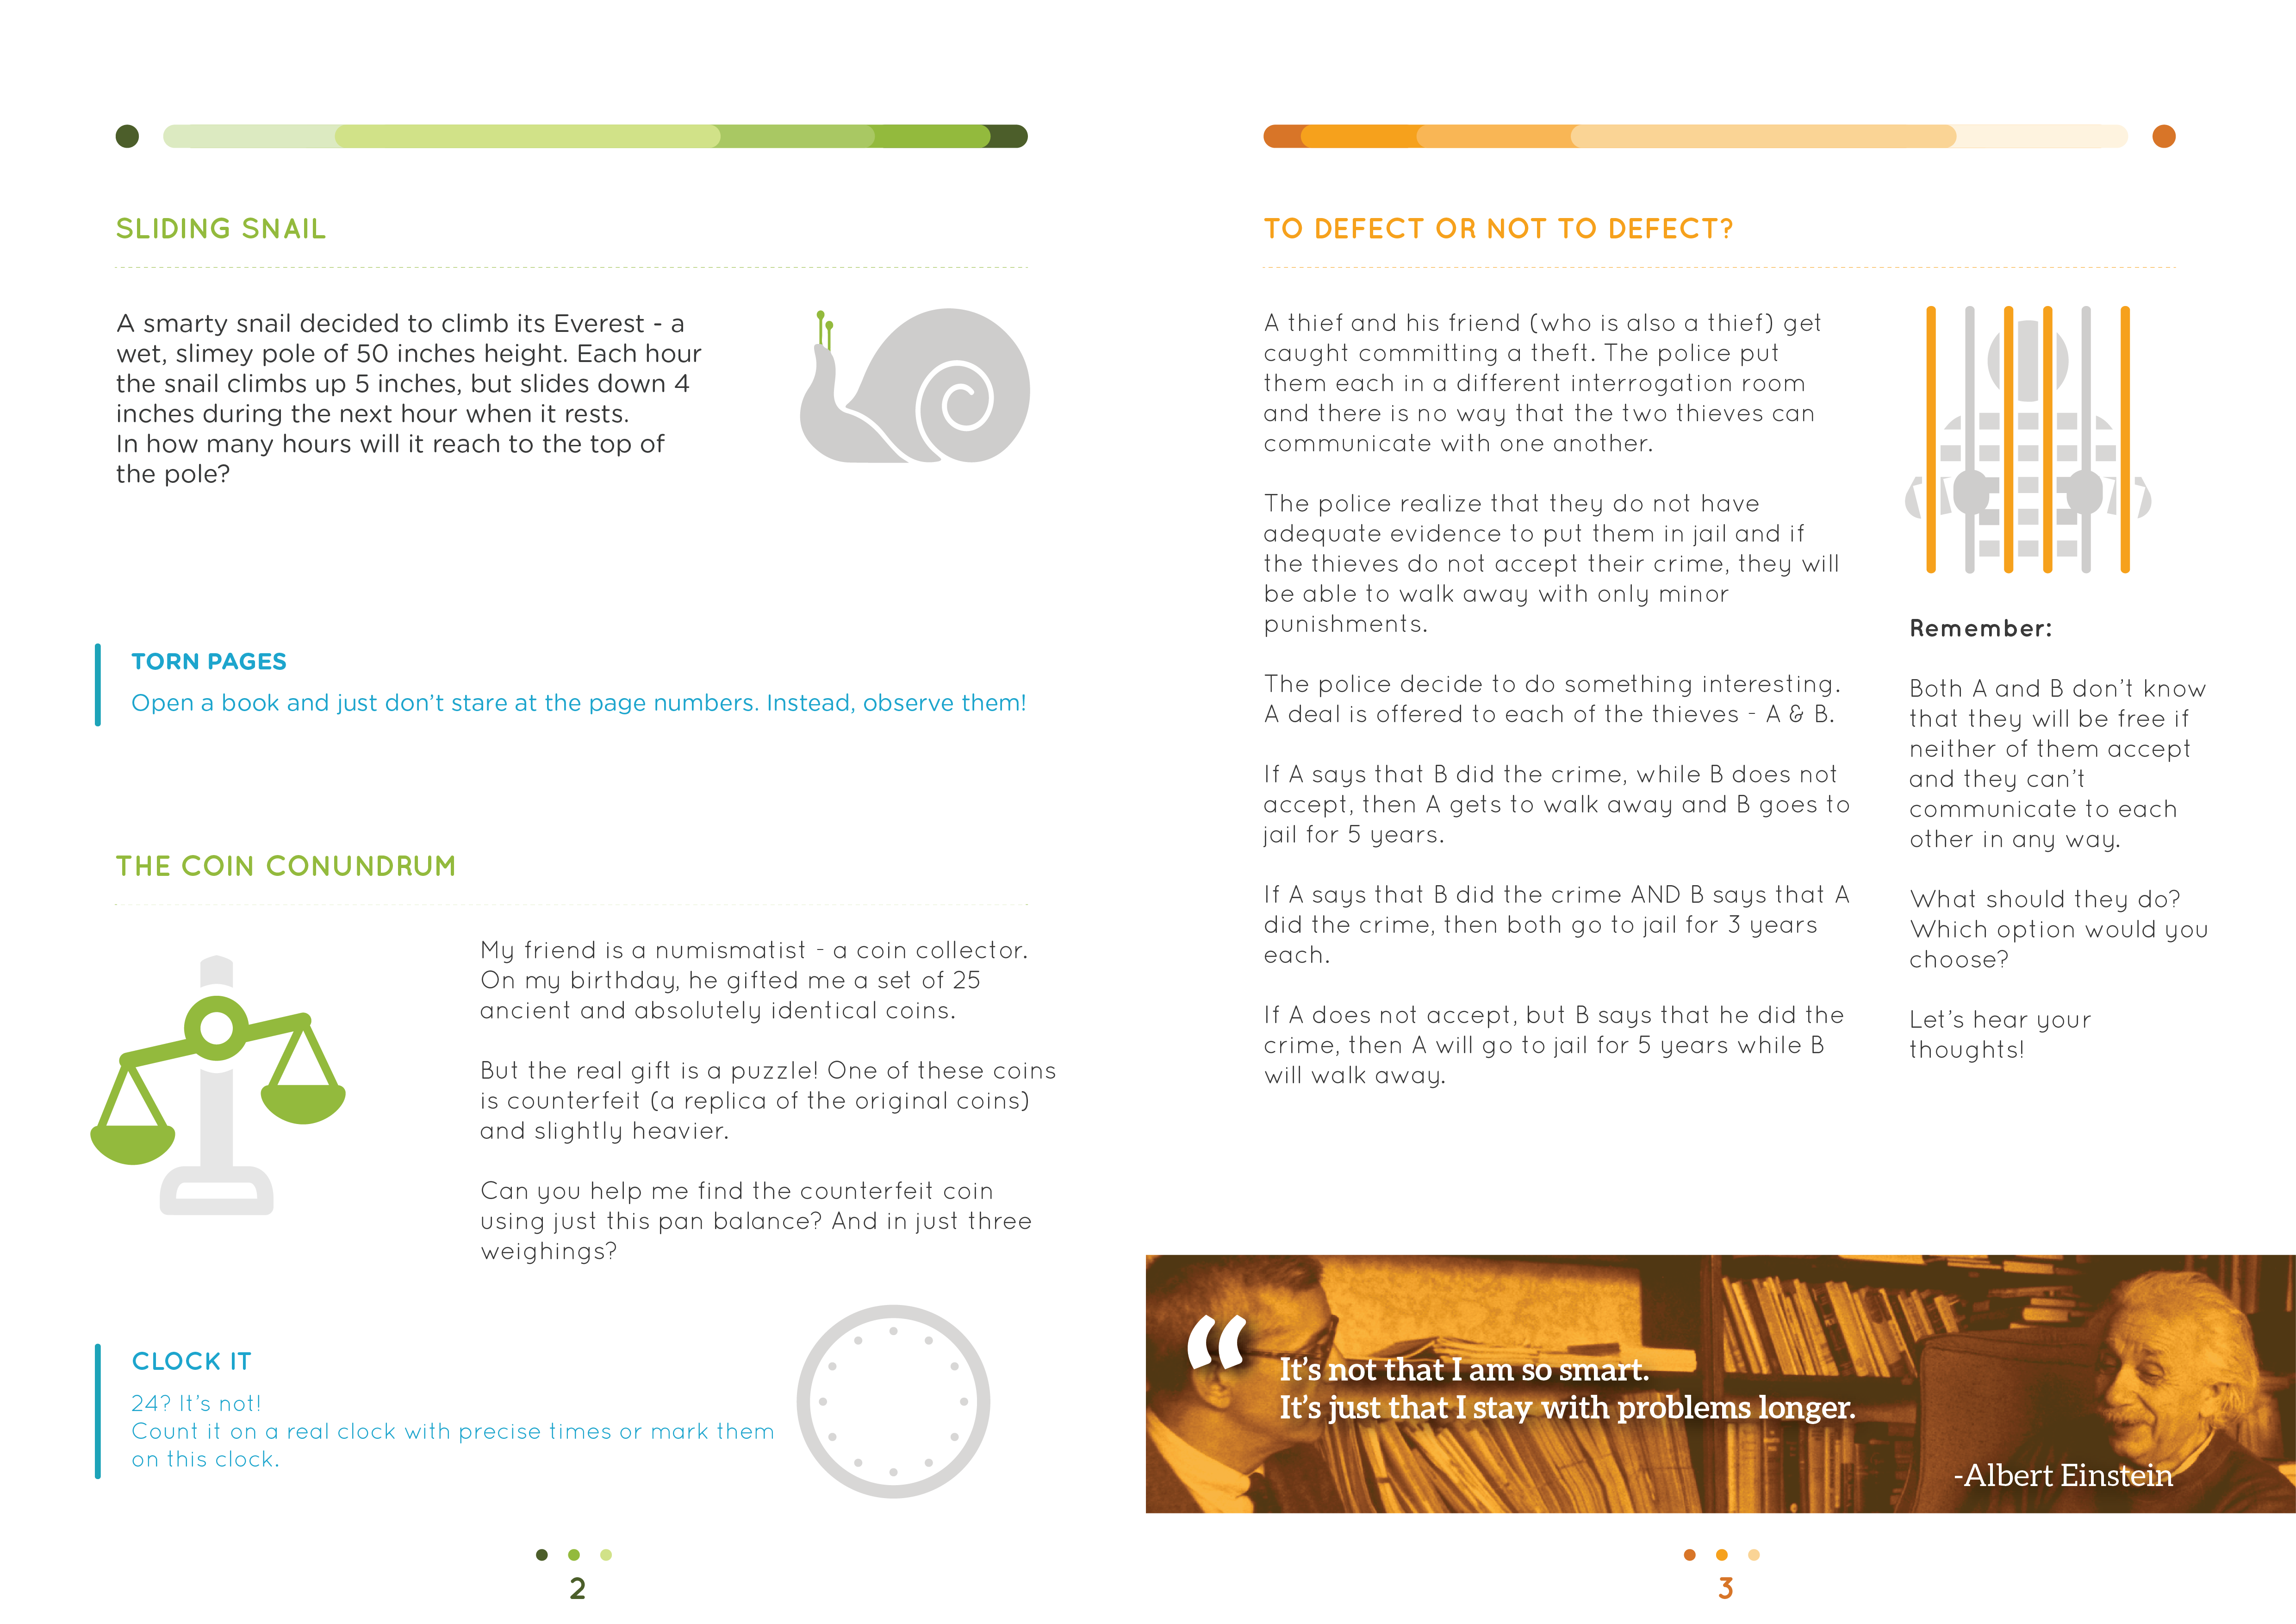 SLIDING SNAIL
A smarty snail decided to climb its Everest - a
wet, slimey pole of 50 inches height. Each hour
the snail climbs up 5 inches, but slides down 4
inches during the next hour when it rests.
In how many hours will it reach to the top of
the pole?
TORN PAGES
Open a book and just don't stare at the page numbers. Instead, observe them!
THE COIN CONUNDRUM
My friend is a numismatist - a coin collector.
On my birthday, he gifted me a set of 25
ancient and absolutely identical coins.
But the real gift is a puzzle! One of these coins
is counterfeit (a replica of the original coins)
and slightly heavier.
Can you help me find the counterfeit coin
using just this pan balance? And in just three
weighings?
CLOCK IT
24? It's not!
Count it on a real clock with precise times or mark them
on this clock.
2
TO DEFECT OR NOT TO DEFECT?
A thief and his friend (who is also a thief) get
caught committing a theft. The police put
them each in a different interrogation room
and there is no way that the two thieves can
communicate with one another.
The police realize that they do not have
adequate evidence to put them in jail and if
the thieves do not accept their crime, they will
be able to walk away with only minor
punishments.
The police decide to do something interesting.
A deal is offered to each of the thieves - A & B.
If A says that B did the crime, while B does not
accept, then A gets to walk away and B goes to
jail for 5 years.
If A says that B did the crime AND B says that A
did the crime, then both go to jail for 3 years
each.
If A does not accept, but B says that he did the
crime, then A will go to jail for 5 years while B
will walk away.
Remember:
Both A and B don't know
that they will be free if
neither of them accept
and they can't
communicate to each
other in any way.
What should they do?
Which option would you
choose?
Let's hear your
thoughts!
“
It's not that I am so smart.
It's just that I stay with problems longer.
-Albert Einstein
3